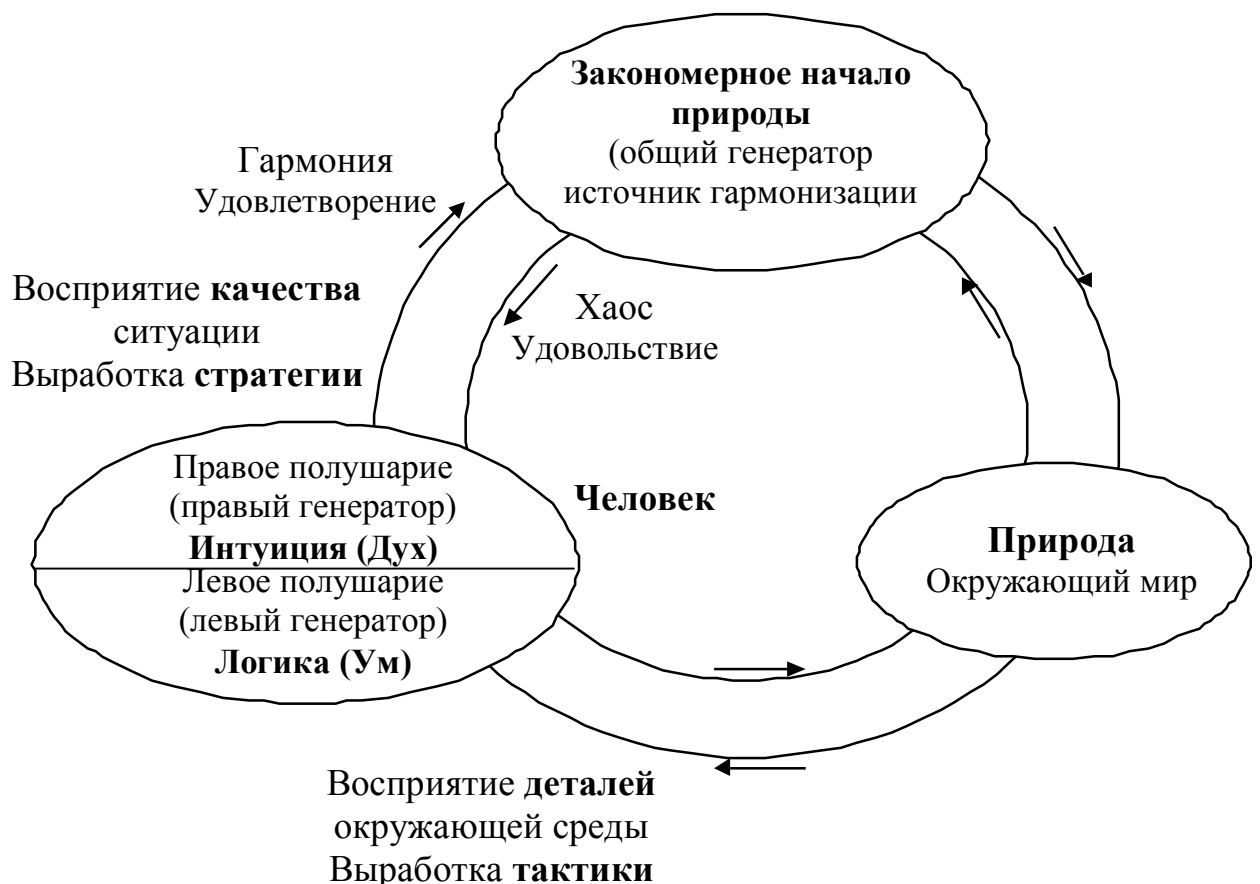 Закономерное начало
природы
(общий генератор
источник гармонизации
Гармония
Удовлетворение
Восприятие качества
ситуации
Выработка стратегии
Хаос
Удовольствие
Правое полушарие
(правый генератор)
Интуиция (Дух)
Левое полушарие
(левый генератор)
Логика (Ум)
Человек
Природа
Окружающий мир
Восприятие деталей
окружающей среды
Выработка тактики